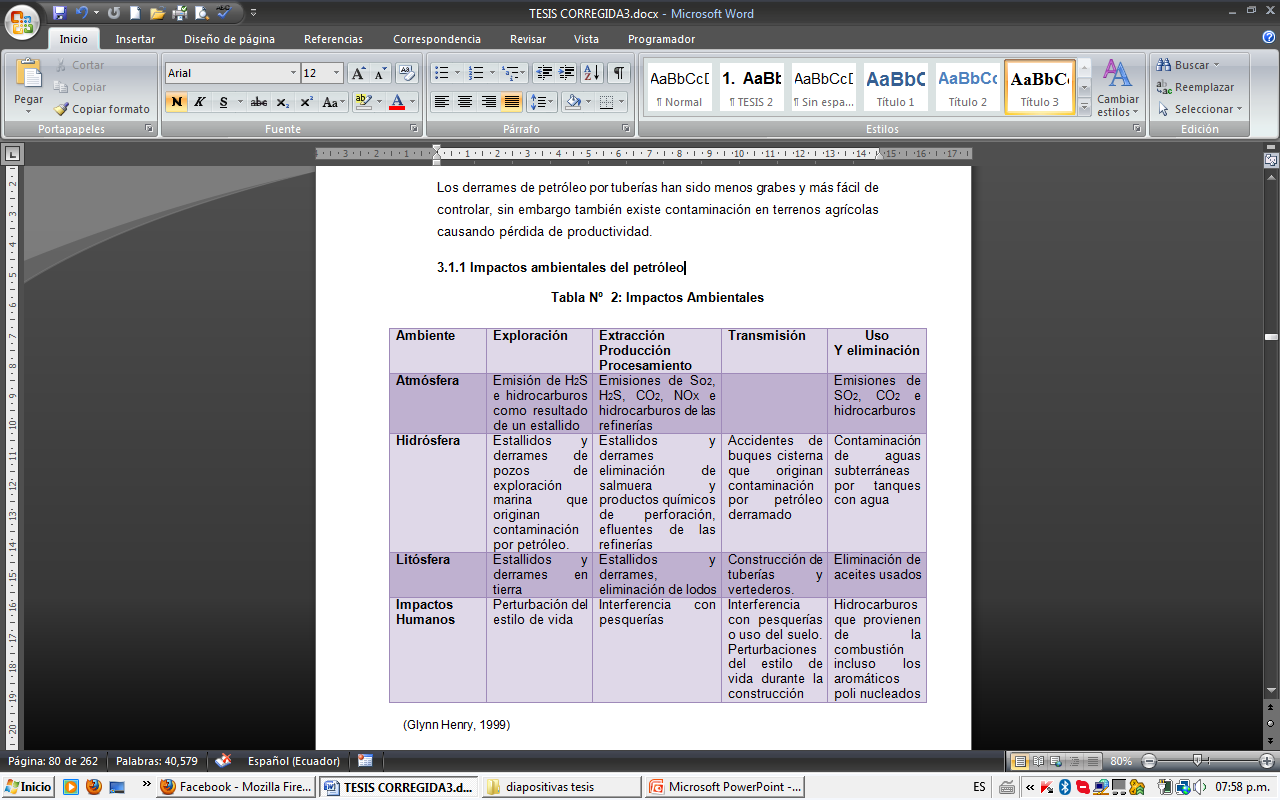 TESIS CORREGIDA3.docx - Microsoft Word
Inicio Insertar Diseño de página Referencias Correspondencia Revisar Vista Programador
Pegar
Cortar
Copiar
Copiar formato
Portapapeles
Arial 12
N K S abc x₂ x² Aa
Fuente
Párrafo
AaBbCcD AaBb AaBbCcD AaBbC AaBbCc AaBbCc
¶ Normal 1. ¶ TESIS 2 ¶ Sin espa... Título 1 Título 2 Título 3
Cambiar estilos
Estilos
Buscar
Reemplazar
Seleccionar
Edición
Los derrames de petróleo por tuberías han sido menos grabes y más fácil de
controlar, sin embargo también existe contaminación en terrenos agrícolas
causando pérdida de productividad.
3.1.1 Impactos ambientales del petróleo
Tabla Nº 2: Impactos Ambientales
Ambiente
Exploración
Extracción
Producción
Procesamiento
Transmisión
Uso
Y eliminación
Atmósfera
Emisión de H2S
e hidrocarburos
como resultado
de un estallido
Emisiones de So2,
H2S, CO2, NOx e
hidrocarburos de las
refinerías
Emisiones de
SO2, CO2 e
hidrocarburos
Hidrósfera
Estallidos y
derrames de
pozos de
exploración
marina que
originan
contaminación
por petróleo.
Estallidos y
derrames
eliminación de
salmuera y
productos químicos
de perforación,
efluentes de las
refinerías
Accidentes de
buques cisterna
que originan
contaminación
por petróleo
derramado
Contaminación
de aguas
subterráneas
por tanques
con agua
Litósfera
Estallidos y
derrames en
tierra
Estallidos y
derrames,
eliminación de lodos
Construcción de
tuberías y
vertederos.
Eliminación de
aceites usados
Impactos
Humanos
Perturbación del
estilo de vida
Interferencia con
pesquerías
Interferencia
con pesquerías
o uso del suelo.
Perturbaciones
del estilo de
vida durante la
construcción
Hidrocarburos
que provienen
de la
combustión
incluso los
aromáticos
poli nucleados
(Glynn Henry, 1999)
Página: 80 de 262 Palabras: 40,579 Español (Ecuador) 80%
Inicio Facebook - Mozilla Fire... TESIS CORREGIDA3.d... diapositivas tesis Microsoft PowerPoint -... ES 07:58 p.m.